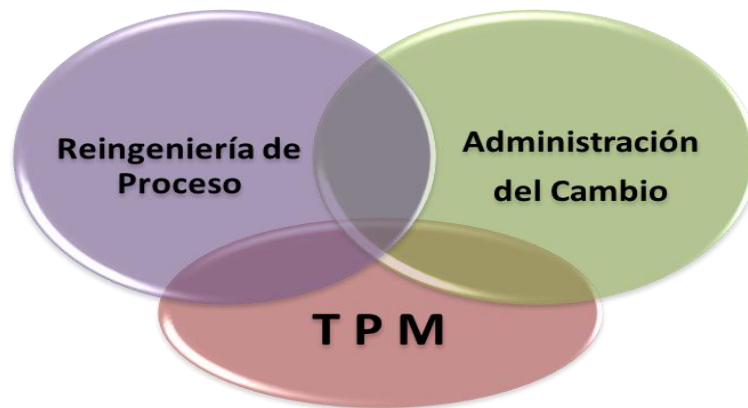 Reingeniería de
Proceso
Administración
del Cambio
T P M